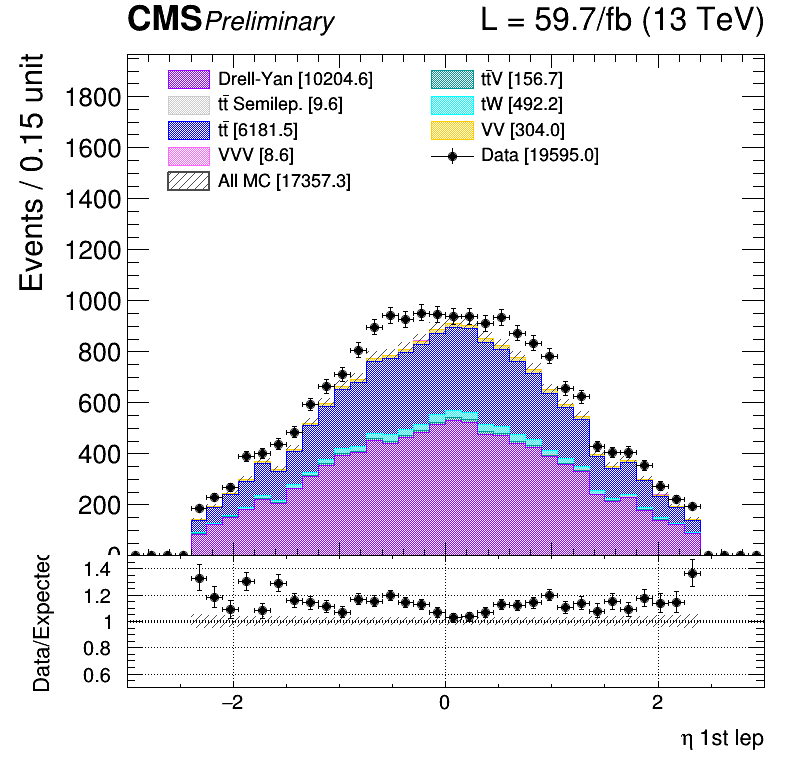 CMS Preliminary L = 59.7/fb (13 TeV)
Drell-Yan [10204.6]
tt̄ Semilep. [9.6]
tt̄ [6181.5]
VVV [8.6]
All MC [17357.3]
tt̄V [156.7]
tW [492.2]
VV [304.0]
Data [19595.0]
Events / 0.15 unit
1800
1600
1400
1200
1000
800
600
400
200
0
Data/Expected
1.4
1.2
1
0.8
0.6
−2 0 2
η 1st lep